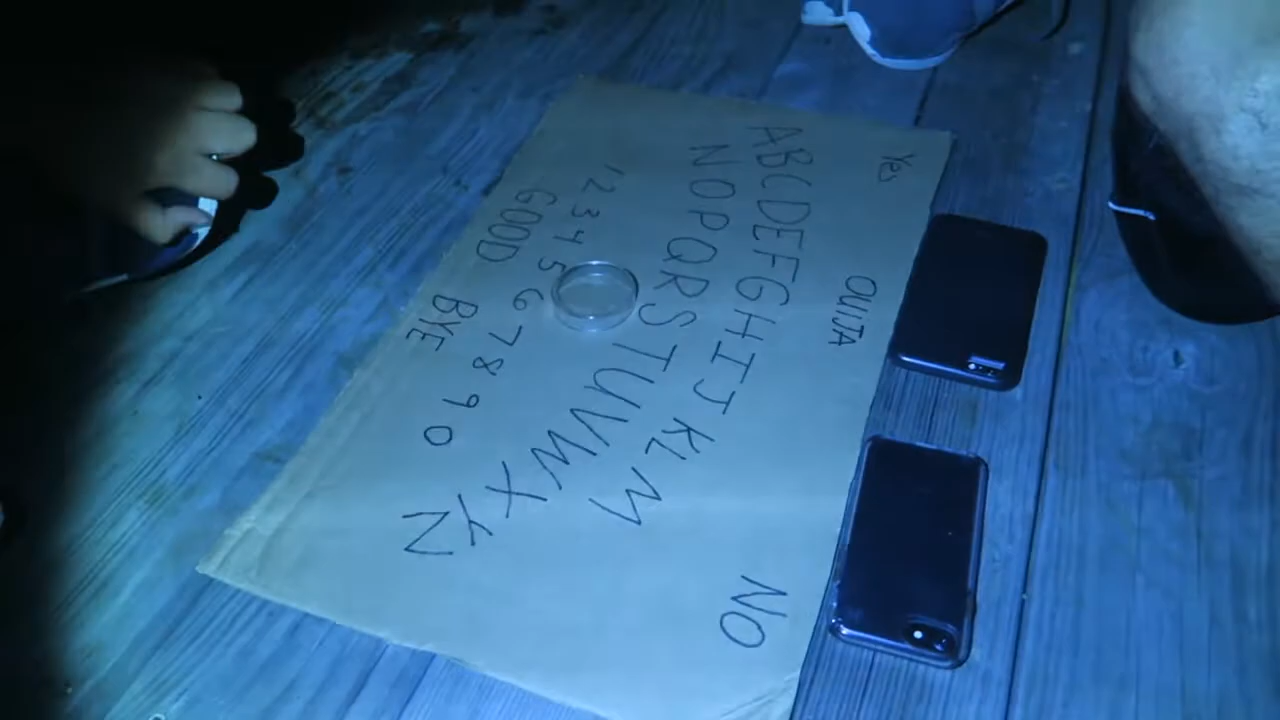 Yes OUIJA NO
ABCDEFGHIJKLM
NOPQRSTUVWXYZ
1234567890
GOOD BYE